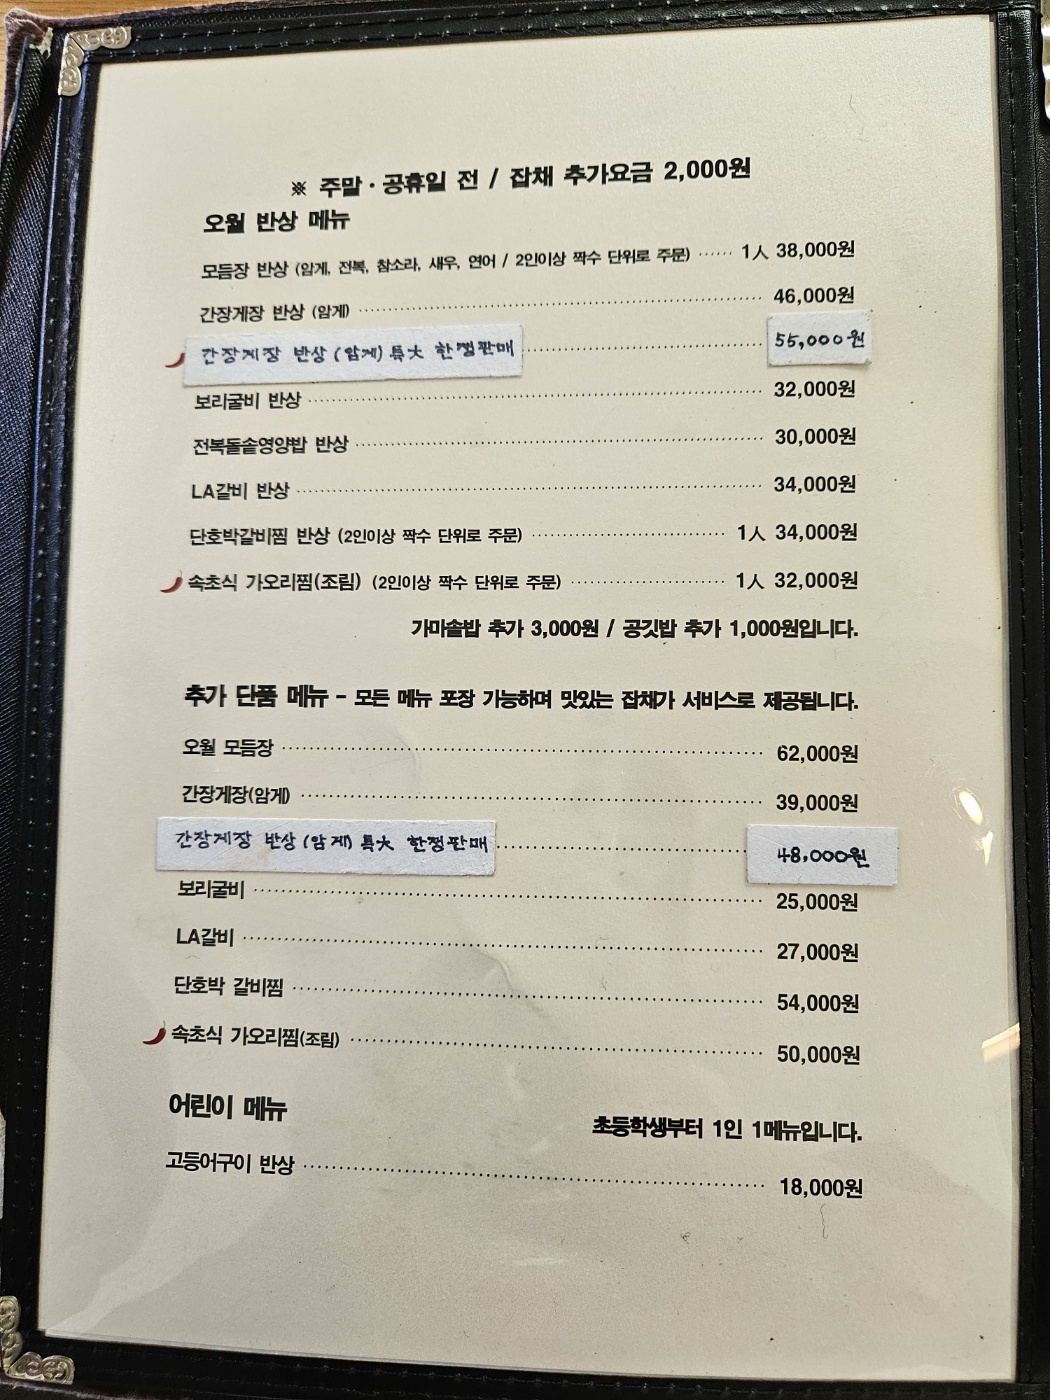 ※ 주말 · 공휴일 전 / 잡채 추가요금 2,000원
오월 반상 메뉴
모듬장 반상 (암게, 전복, 참소라, 새우, 연어 / 2인이상 짝수 단위로 주문) ······ 1人 38,000원
간장게장 반상 (암게) ······ 46,000원
간장게장 반상 (암게) 特大 한정판매 ······ 55,000원
보리굴비 반상 ······ 32,000원
전복돌솥영양밥 반상 ······ 30,000원
LA갈비 반상 ······ 34,000원
단호박갈비찜 반상 (2인이상 짝수 단위로 주문) ······ 1人 34,000원
속초식 가오리찜(조림) (2인이상 짝수 단위로 주문) ······ 1人 32,000원
가마솥밥 추가 3,000원 / 공깃밥 추가 1,000원입니다.
추가 단품 메뉴 - 모든 메뉴 포장 가능하며 맛있는 잡채가 서비스로 제공됩니다.
오월 모듬장 ······ 62,000원
간장게장(암게) ······ 39,000원
간장게장 반상 (암게) 特大 한정판매 ······ 48,000원
보리굴비 ······ 25,000원
LA갈비 ······ 27,000원
단호박 갈비찜 ······ 54,000원
속초식 가오리찜(조림) ······ 50,000원
어린이 메뉴
초등학생부터 1인 1메뉴입니다.
고등어구이 반상 ······ 18,000원